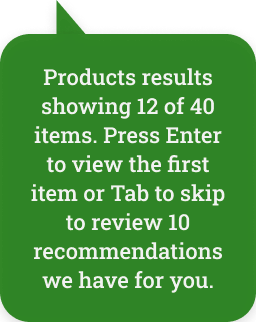 Products results
showing 12 of 40
items. Press Enter
to view the first
item or Tab to skip
to review 10
recommendations
we have for you.